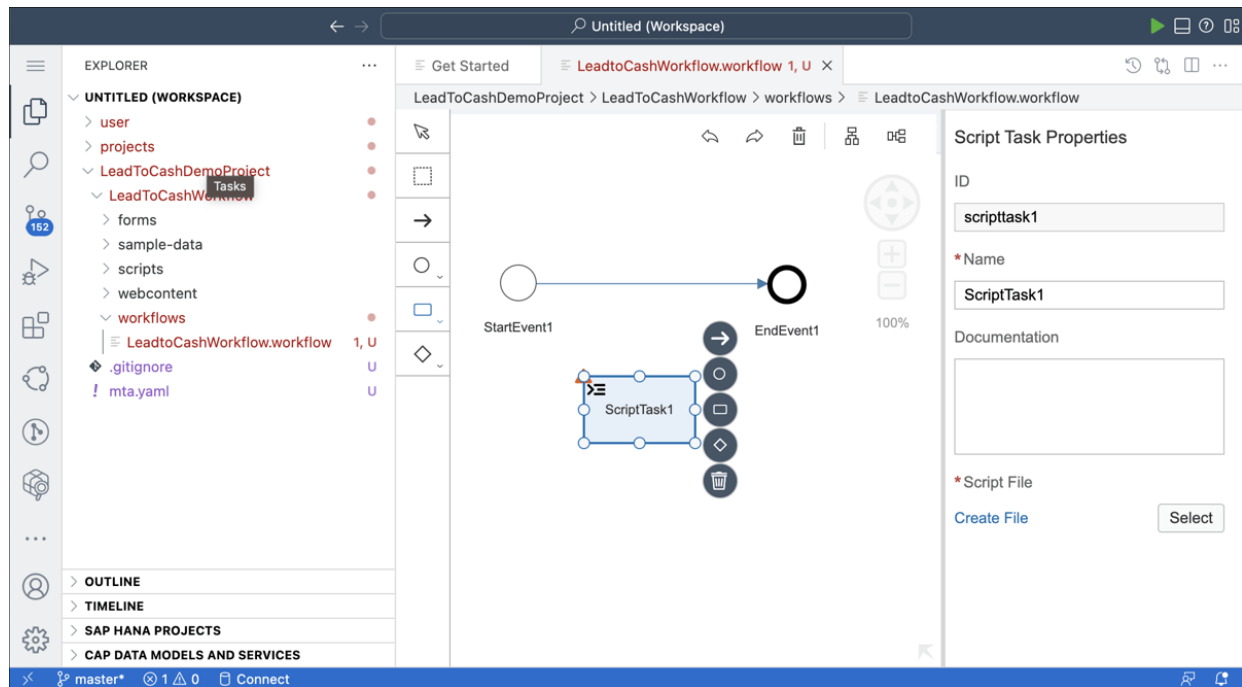 Untitled (Workspace)
EXPLORER
Get Started
LeadtoCashWorkflow.workflow 1, U
UNTITLED (WORKSPACE)
LeadToCashDemoProject > LeadToCashWorkflow > workflows > LeadtoCashWorkflow.workflow
user
projects
LeadToCashDemoProject
Tasks
LeadToCashWorkflow
forms
sample-data
scripts
webcontent
workflows
LeadtoCashWorkflow.workflow 1, U
.gitignore U
mta.yaml U
152
StartEvent1
EndEvent1
100%
ScriptTask1
Script Task Properties
ID
scripttask1
*Name
ScriptTask1
Documentation
*Script File
Create File
Select
OUTLINE
TIMELINE
SAP HANA PROJECTS
CAP DATA MODELS AND SERVICES
master* 1 0 Connect